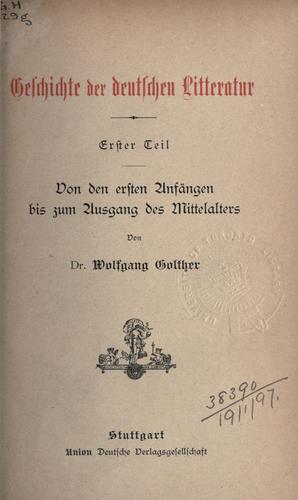 Geschichte der deutschen Litteratur
Erster Teil
Von den ersten Anfängen
bis zum Ausgang des Mittelalters
Von
Dr. Wolfgang Golther
38390
19/1/97.
Stuttgart
Union Deutsche Verlagsgesellschaft